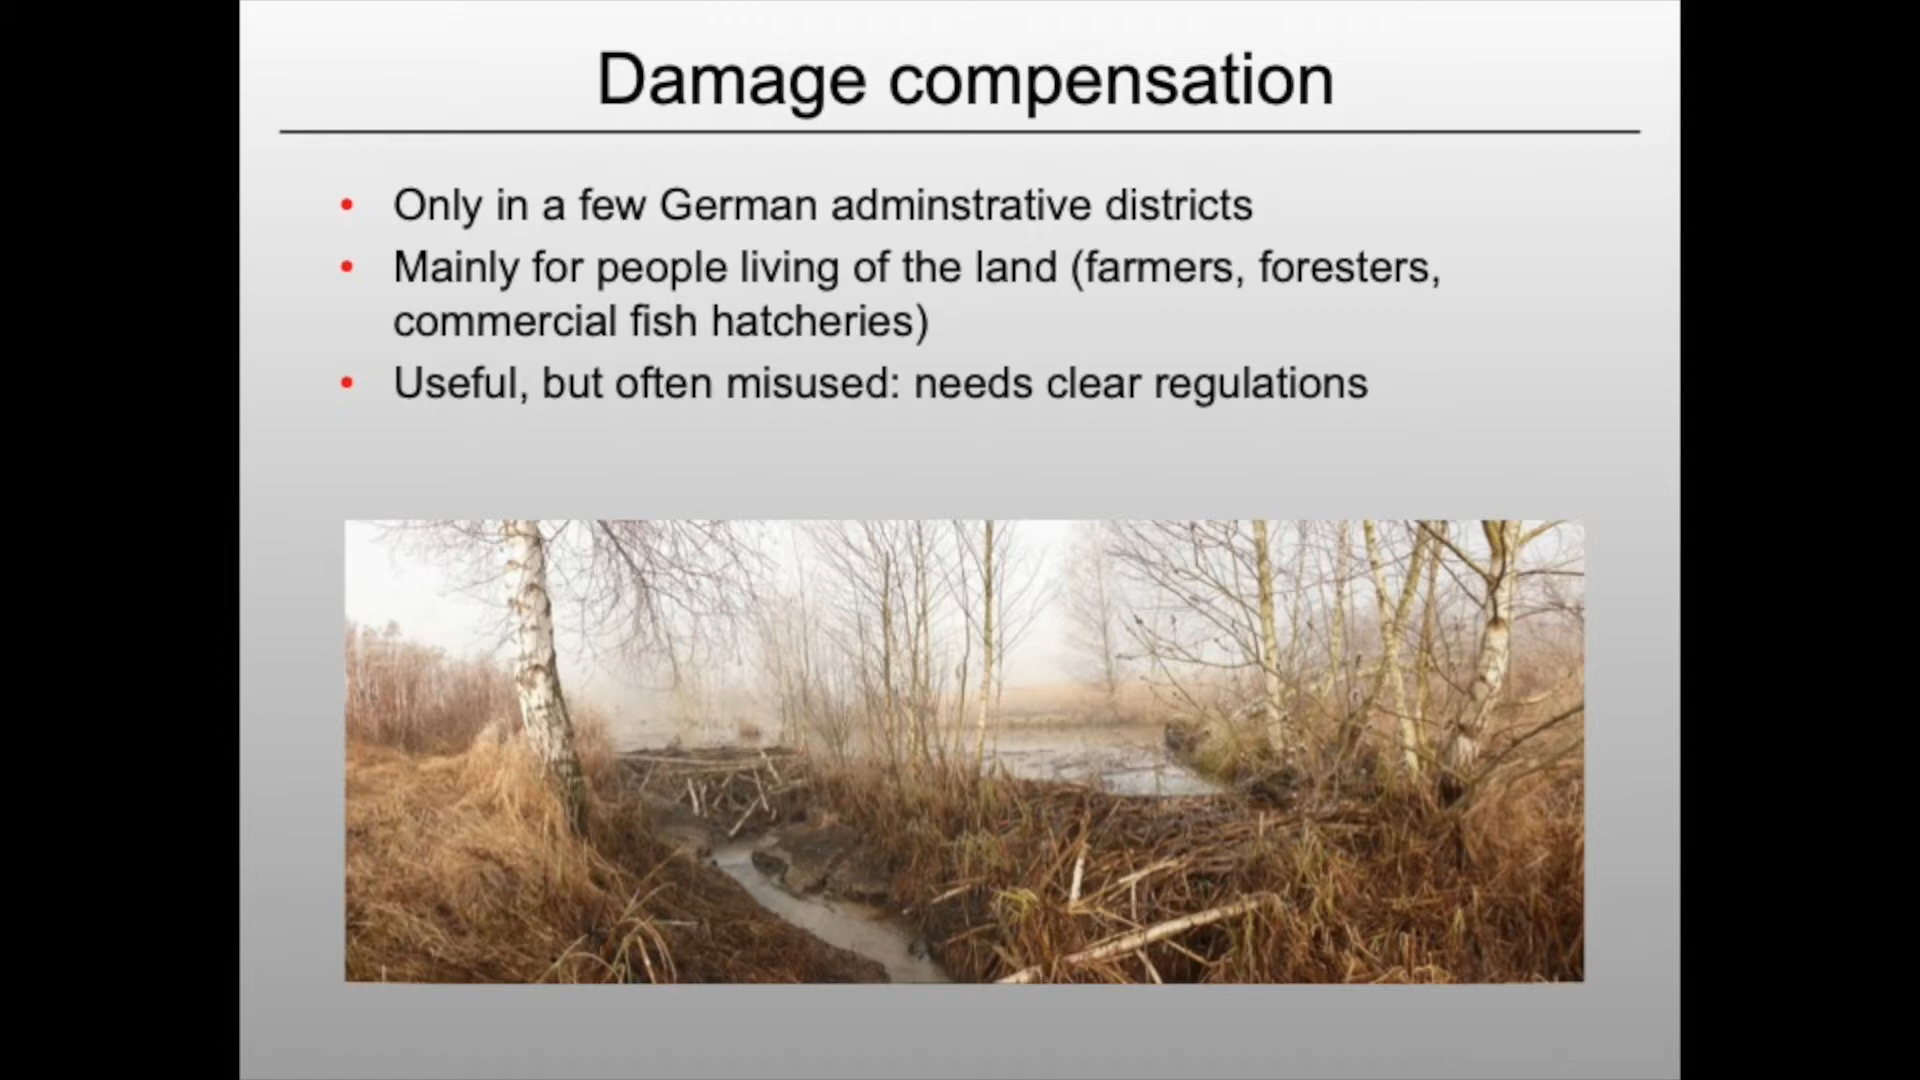 Damage compensation
• Only in a few German adminstrative districts
• Mainly for people living of the land (farmers, foresters,
commercial fish hatcheries)
• Useful, but often misused: needs clear regulations